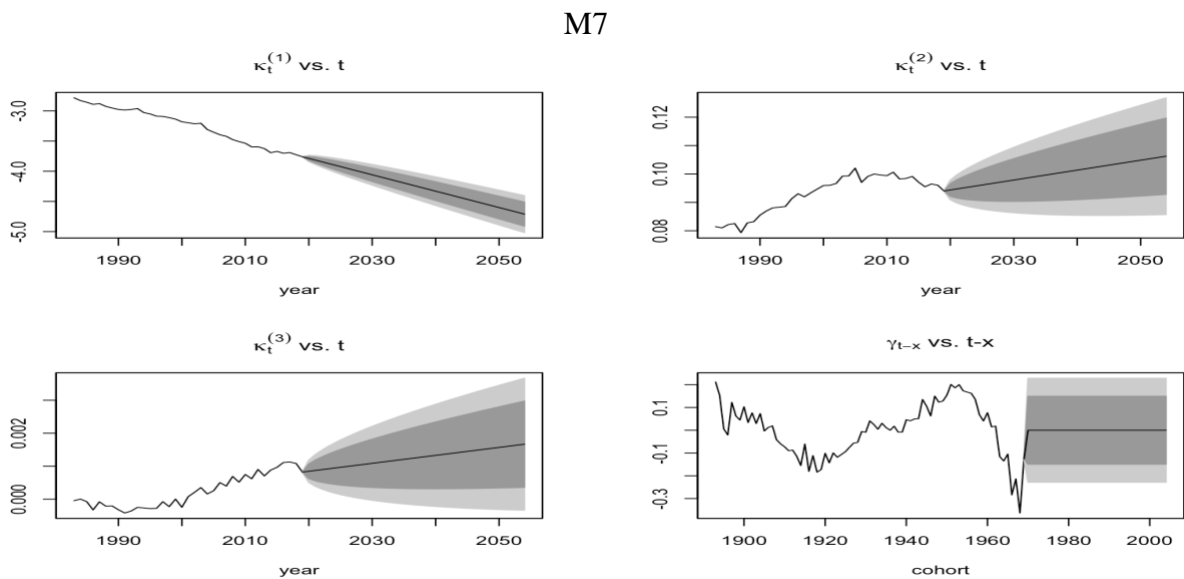 M7
κt(1) vs. t
κt(2) vs. t
-3.0
-4.0
-5.0
0.12
0.10
0.08
1990 2010 2030 2050
1990 2010 2030 2050
year
year
κt(3) vs. t
γt−x vs. t-x
0.002
0.000
0.1
-0.1
-0.3
1990 2010 2030 2050
1900 1920 1940 1960 1980 2000
year
cohort